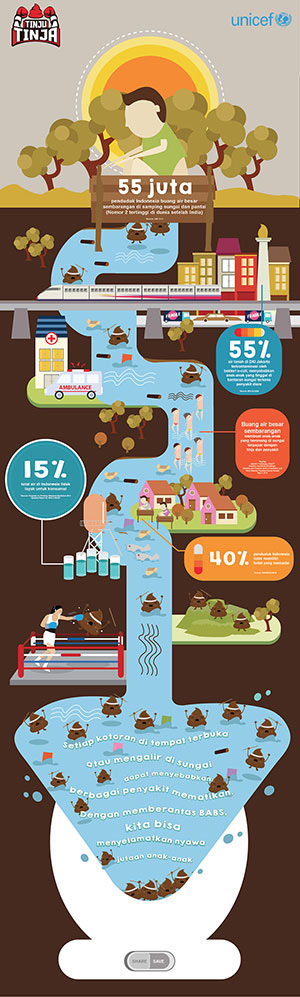 TINJU
TINJA
unicef
55 juta
penduduk Indonesia buang air besar
sembarangan di samping sungai dan pantai
(Nomor 2 tertinggi di dunia setelah India)
55%
air tanah di DKI Jakarta
terkontaminasi oleh
bakteri e-coli, menyebabkan
anak-anak yang tinggal di
bantaran sungai terkena
penyakit diare
AMBULANCE
Buang air besar
sembarangan
membuat anak-anak
yang berenang di sungai
terpapar dengan
tinja dan penyakit
15%
total air di Indonesia tidak
layak untuk konsumsi
40%
penduduk Indonesia
tidak memiliki
toilet yang memadai
Setiap kotoran di tempat terbuka
atau mengalir di sungai
dapat menyebabkan
berbagai penyakit mematikan.
Dengan memberantas BABS,
kita bisa
menyelamatkan nyawa
jutaan anak-anak.
SHARE SAVE